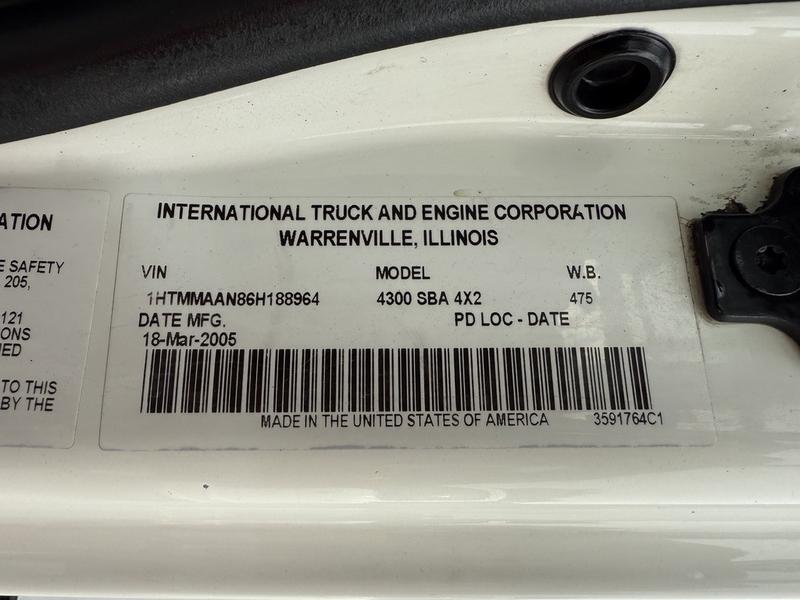 ATION
E SAFETY
205,
121
ONS
NED
TO THIS
BY THE
INTERNATIONAL TRUCK AND ENGINE CORPORATION
WARRENVILLE, ILLINOIS
VIN MODEL W.B.
1HTMMAAN86H188964 4300 SBA 4X2 475
DATE MFG. PD LOC - DATE
18-Mar-2005
MADE IN THE UNITED STATES OF AMERICA 3591764C1